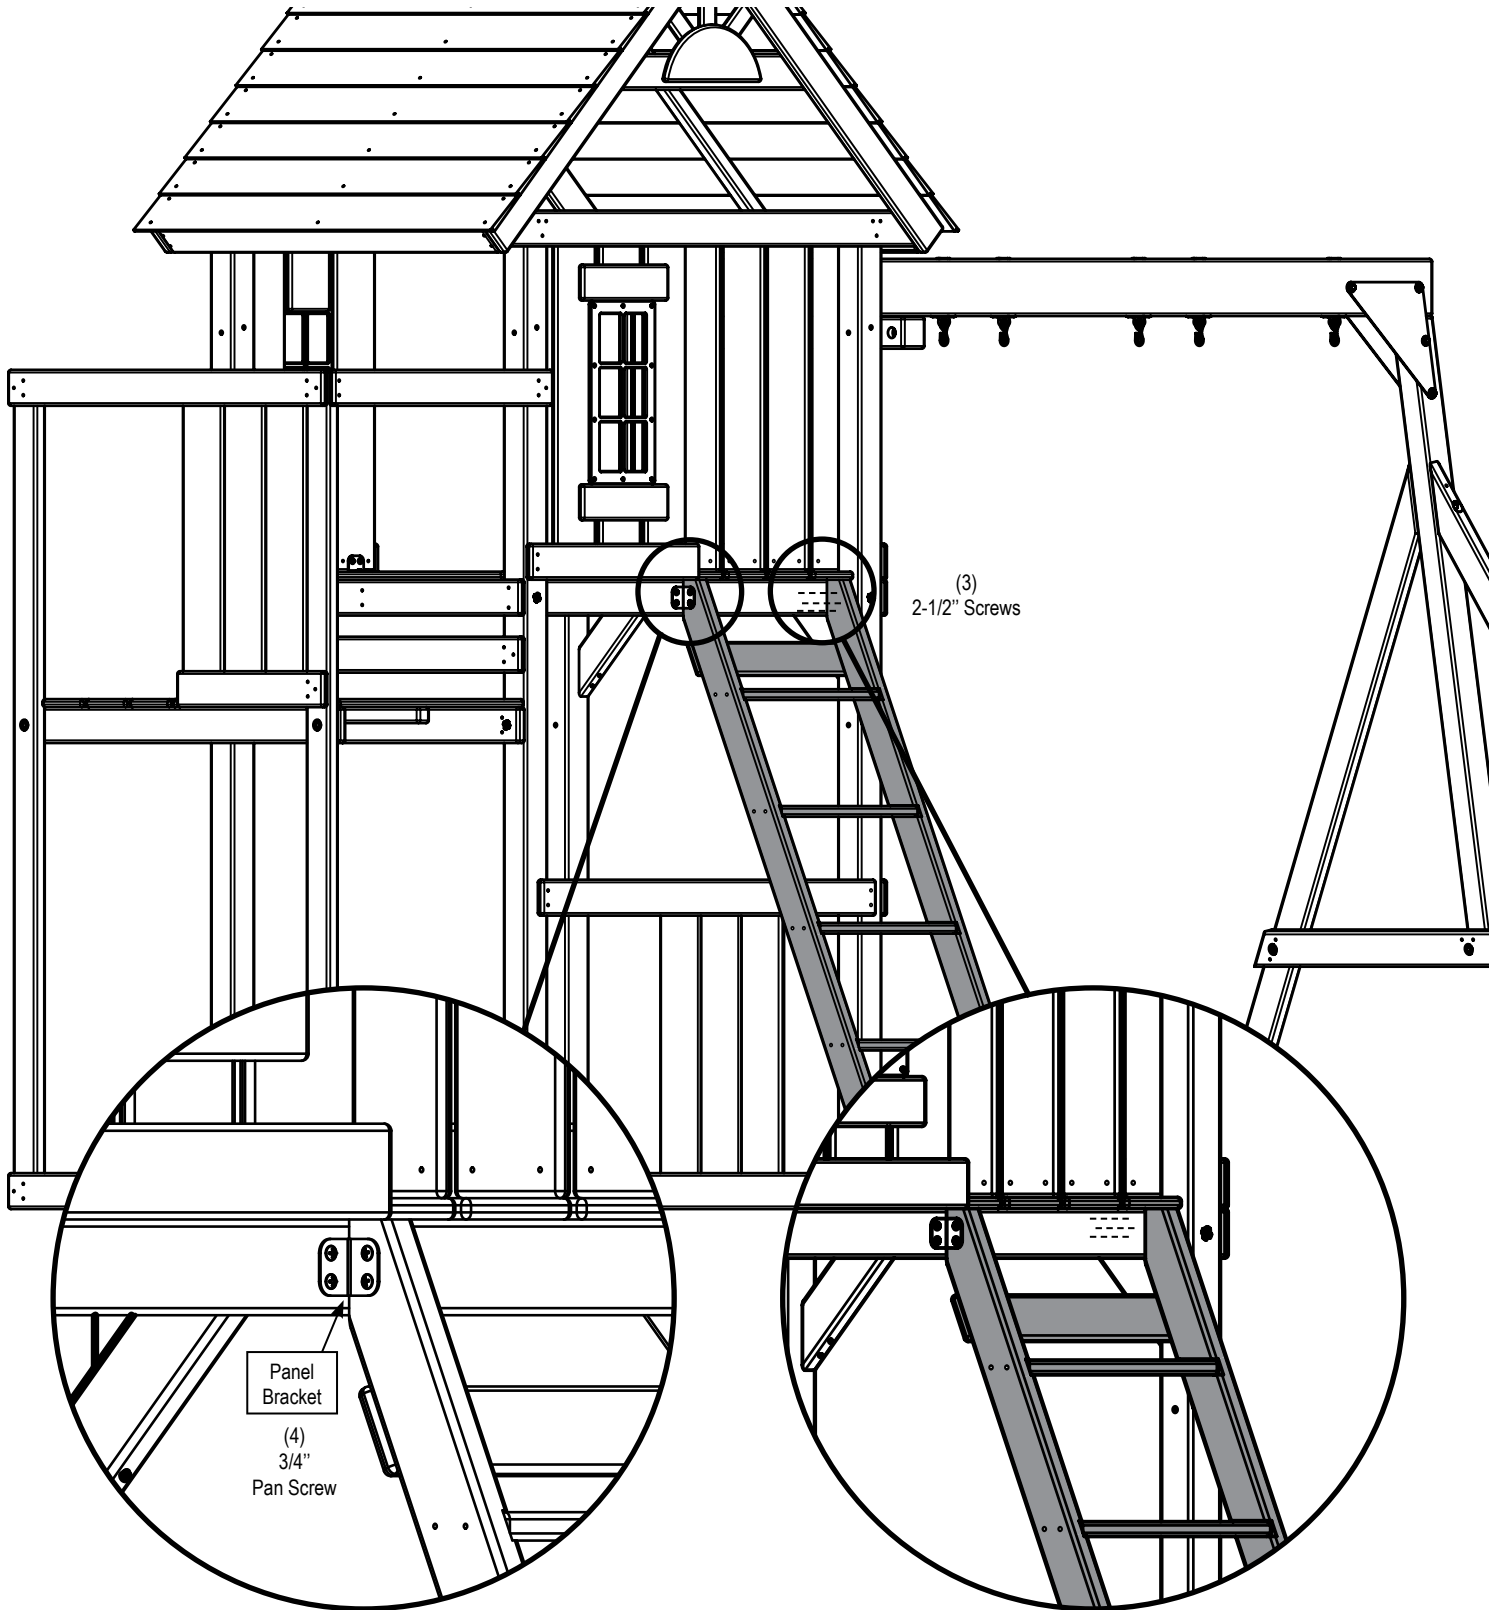 (3)
2-1/2’’ Screws
Panel
Bracket
(4)
3/4’’
Pan Screw